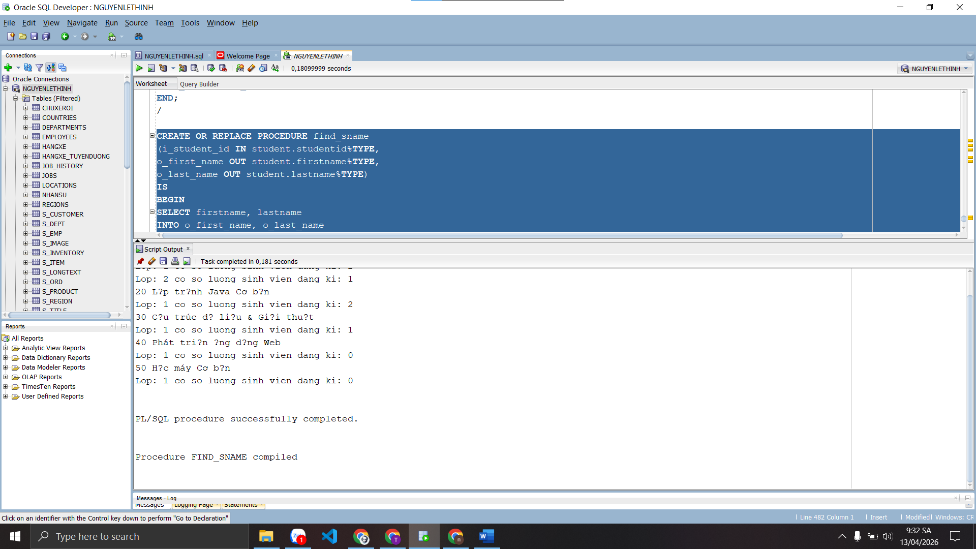 Oracle SQL Developer : NGUYENLETHINH
File Edit View Navigate Run Source Team Tools Window Help
Connections
NGUYENLETHINH.sql
Welcome Page
NGUYENLETHINH
0,18099999 seconds
NGUYENLETHINH
Worksheet Query Builder
Oracle Connections
NGUYENLETHINH
Tables (Filtered)
CHUXEROI
COUNTRIES
DEPARTMENTS
EMPLOYEES
HANGXE
HANGXE_TUYENDUONG
JOB_HISTORY
JOBS
LOCATIONS
NHANSU
REGIONS
S_CUSTOMER
S_DEPT
S_EMP
S_IMAGE
S_INVENTORY
S_ITEM
S_LONGTEXT
S_ORD
S_PRODUCT
S_REGION
S_TITLE
END;
/
CREATE OR REPLACE PROCEDURE find_sname
(i_student_id IN student.studentid%TYPE,
o_first_name OUT student.firstname%TYPE,
o_last_name OUT student.lastname%TYPE)
IS
BEGIN
SELECT firstname, lastname
INTO o_first_name, o_last_name
Script Output
Task completed in 0,181 seconds
Lop: 2 co so luong sinh vien dang ki: 1
20 L?p tr?nh Java Cơ b?n
Lop: 1 co so luong sinh vien dang ki: 2
30 C?u trúc d? li?u & Gi?i thu?t
Lop: 1 co so luong sinh vien dang ki: 1
40 Phát tri?n ?ng d?ng Web
Lop: 1 co so luong sinh vien dang ki: 0
50 H?c máy Cơ b?n
Lop: 1 co so luong sinh vien dang ki: 0
PL/SQL procedure successfully completed.
Procedure FIND_SNAME compiled
Reports
All Reports
Analytic View Reports
Data Dictionary Reports
Data Modeler Reports
OLAP Reports
TimesTen Reports
User Defined Reports
Messages - Log
Messages Logging Page Statements
Click on an identifier with the Control key down to perform "Go to Declaration"
Line 482 Column 1 Insert Modified Windows: CF
Type here to search
9:32 SA
13/04/2026